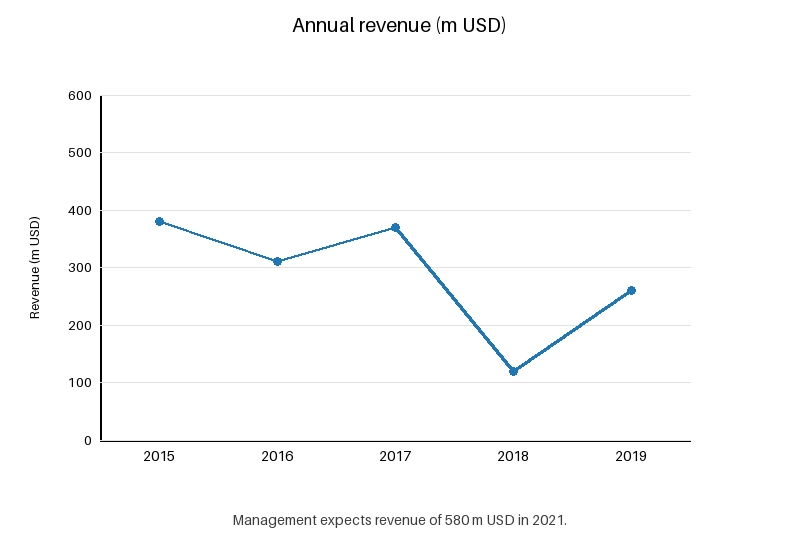 Annual revenue (m USD)
600
500
400
300
200
100
0
Revenue (m USD)
2015 2016 2017 2018 2019
Management expects revenue of 580 m USD in 2021.